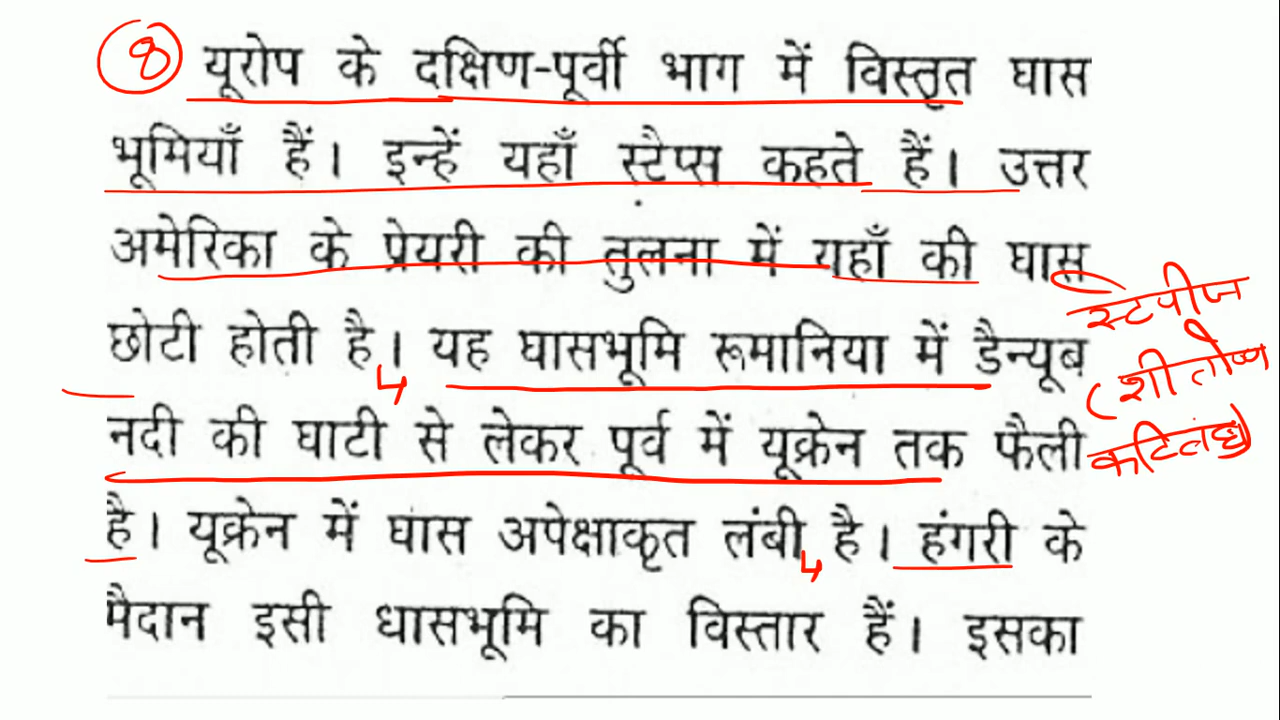 8 यूरोप के दक्षिण-पूर्वी भाग में विस्तृत घास
भूमियाँ हैं। इन्हें यहाँ स्टैप्स कहते हैं। उत्तर
अमेरिका के प्रेयरी की तुलना में यहाँ की घास
छोटी होती है। यह घासभूमि रूमानिया में डैन्यूब
नदी की घाटी से लेकर पूर्व में यूक्रेन तक फैली
है। यूक्रेन में घास अपेक्षाकृत लंबी है। हंगरी के
मैदान इसी धासभूमि का विस्तार हैं। इसका
(शीतोष्ण
कटिबंध)